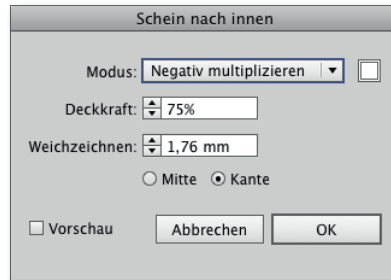 Schein nach innen
Modus: Negativ multiplizieren
Deckkraft: 75%
Weichzeichnen: 1,76 mm
Mitte Kante
Vorschau Abbrechen OK